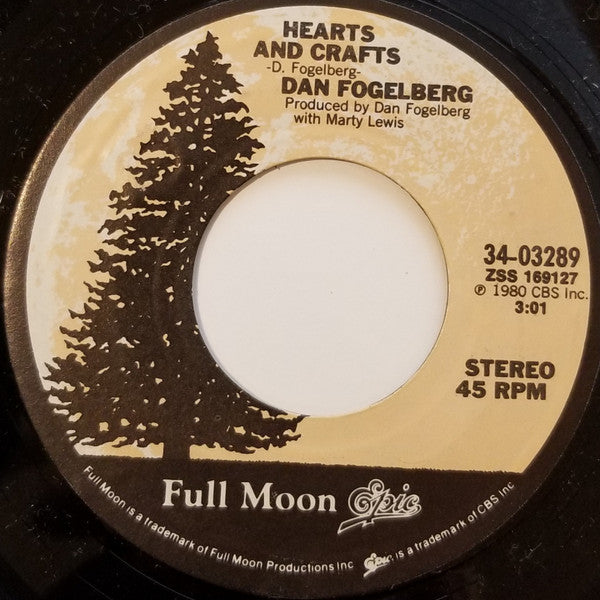 HEARTS
AND CRAFTS
-D. Fogelberg-
DAN FOGELBERG
Produced by Dan Fogelberg
with Marty Lewis
34-03289
ZSS 169127
℗ 1980 CBS Inc.
3:01
STEREO
45 RPM
Full Moon Epic
Full Moon is a trademark of Full Moon Productions Inc
Epic, is a trademark of CBS Inc